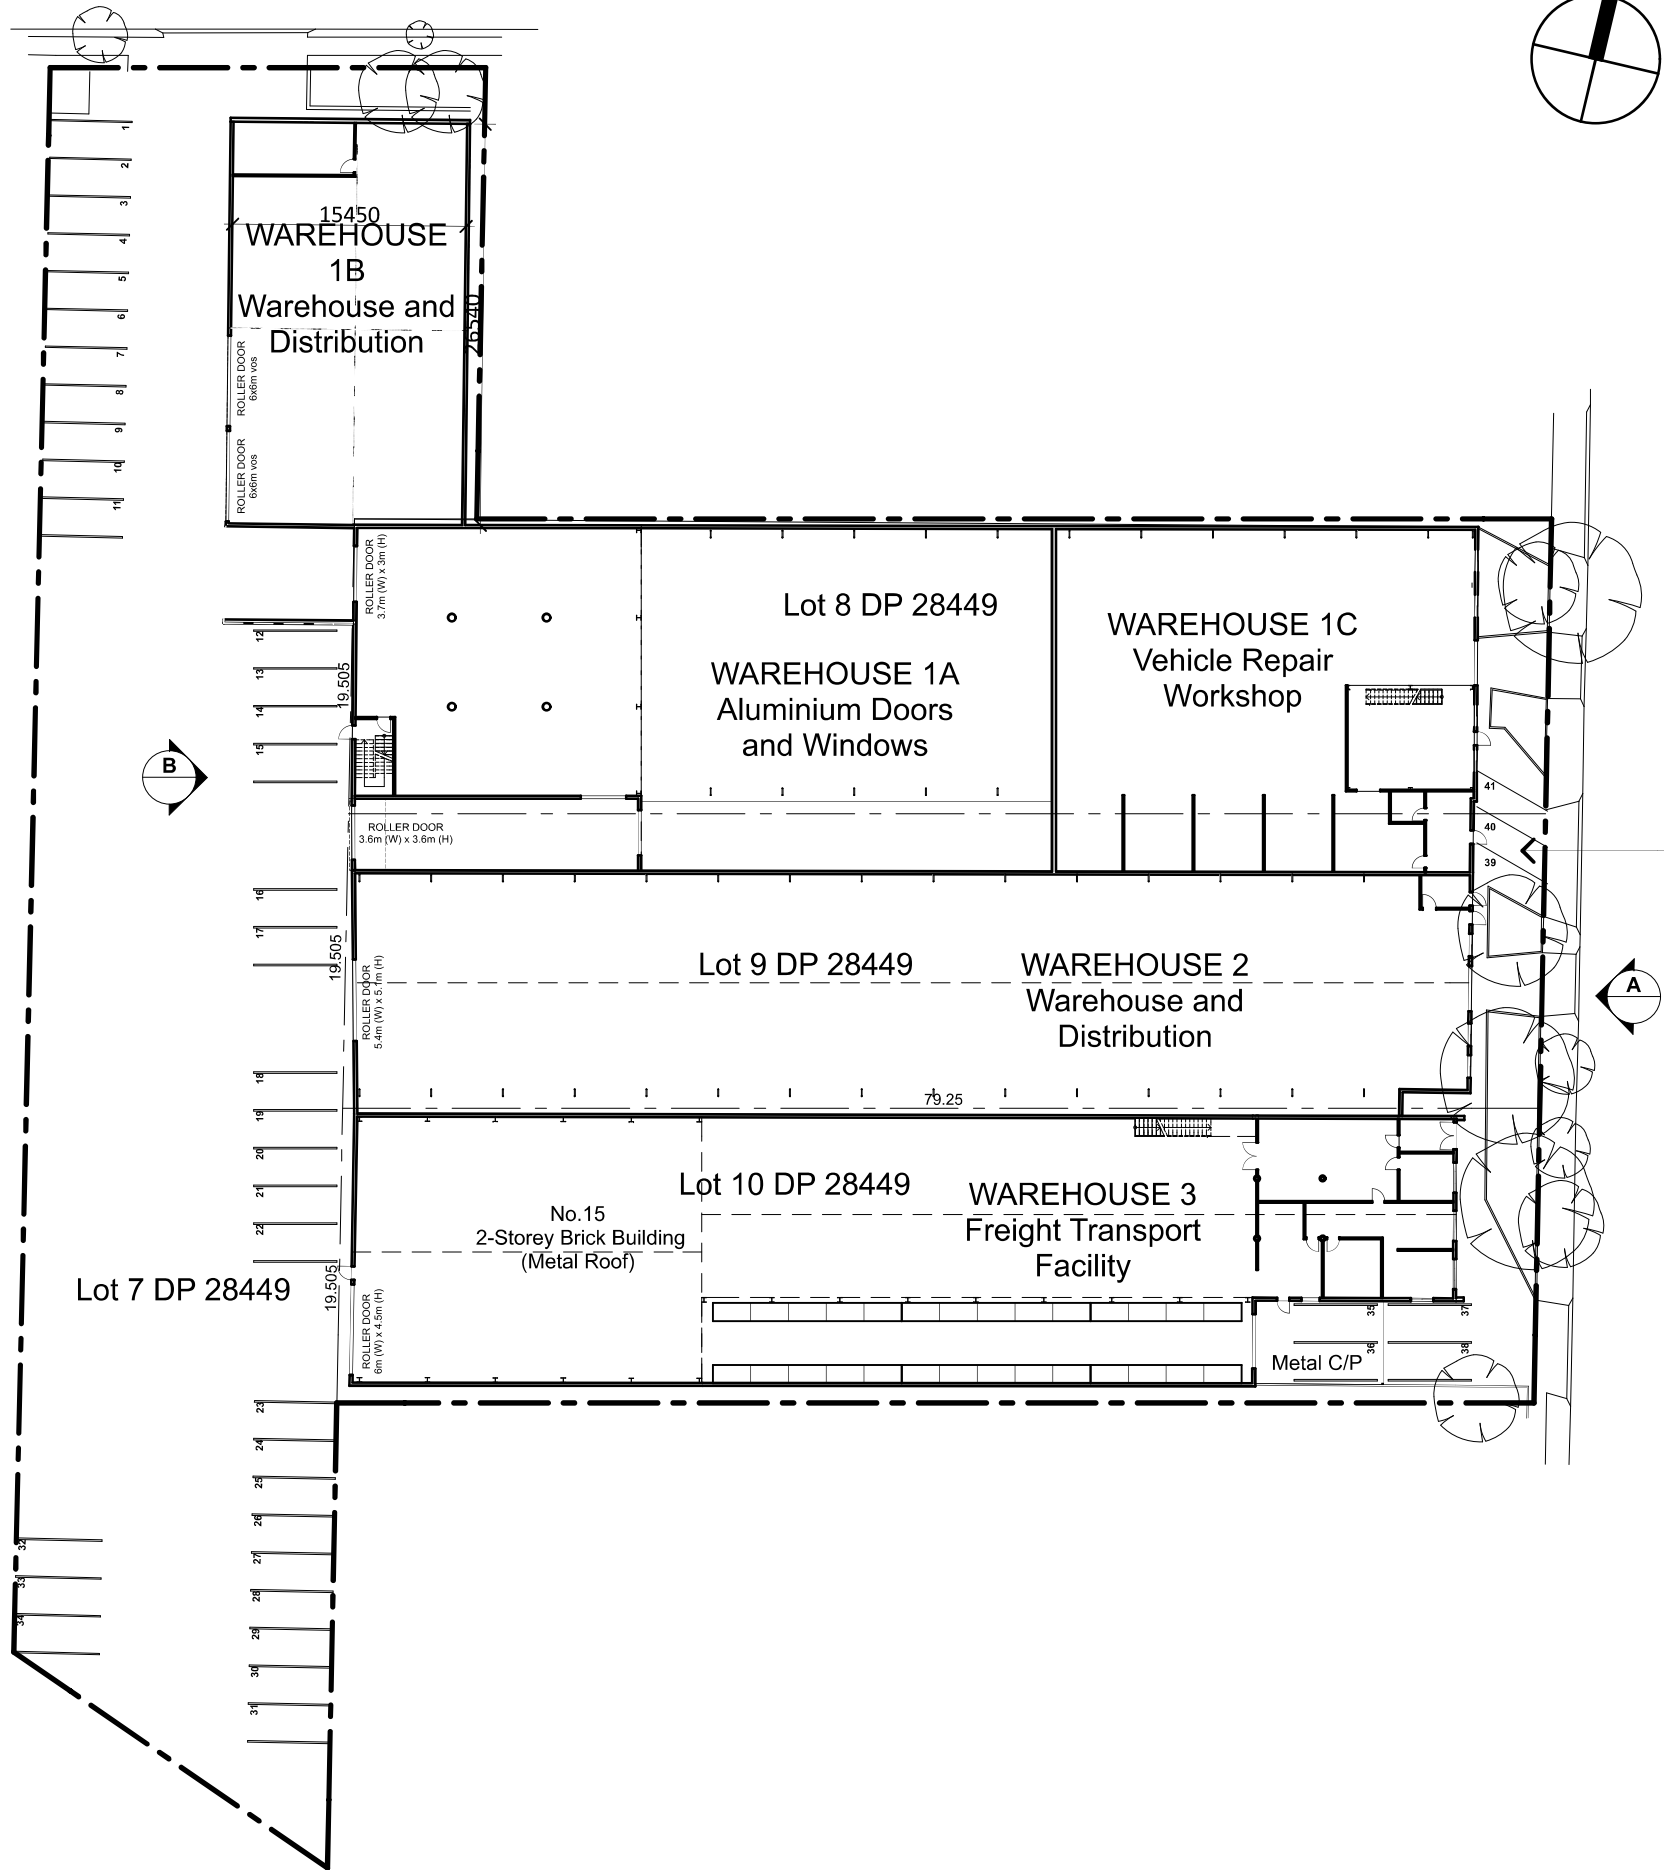 1
2
3
4
5
6
7
8
9
10
11
15450
WAREHOUSE
1B
Warehouse and
Distribution
26540
ROLLER DOOR
6x6m vos
ROLLER DOOR
6x6m vos
ROLLER DOOR
3.7m (W) x 3m (H)
Lot 8 DP 28449
WAREHOUSE 1A
Aluminium Doors
and Windows
WAREHOUSE 1C
Vehicle Repair
Workshop
12
13
14
15
19.505
B
ROLLER DOOR
3.6m (W) x 3.6m (H)
41
40
39
16
17
19.505
ROLLER DOOR
5.4m (W) x 5.1m (H)
Lot 9 DP 28449
WAREHOUSE 2
Warehouse and
Distribution
A
79.25
18
19
20
21
22
Lot 10 DP 28449
No.15
2-Storey Brick Building
(Metal Roof)
WAREHOUSE 3
Freight Transport
Facility
Lot 7 DP 28449
19.505
ROLLER DOOR
6m (W) x 4.5m (H)
35
36
37
38
Metal C/P
23
24
25
26
27
28
29
30
31
32
33
34